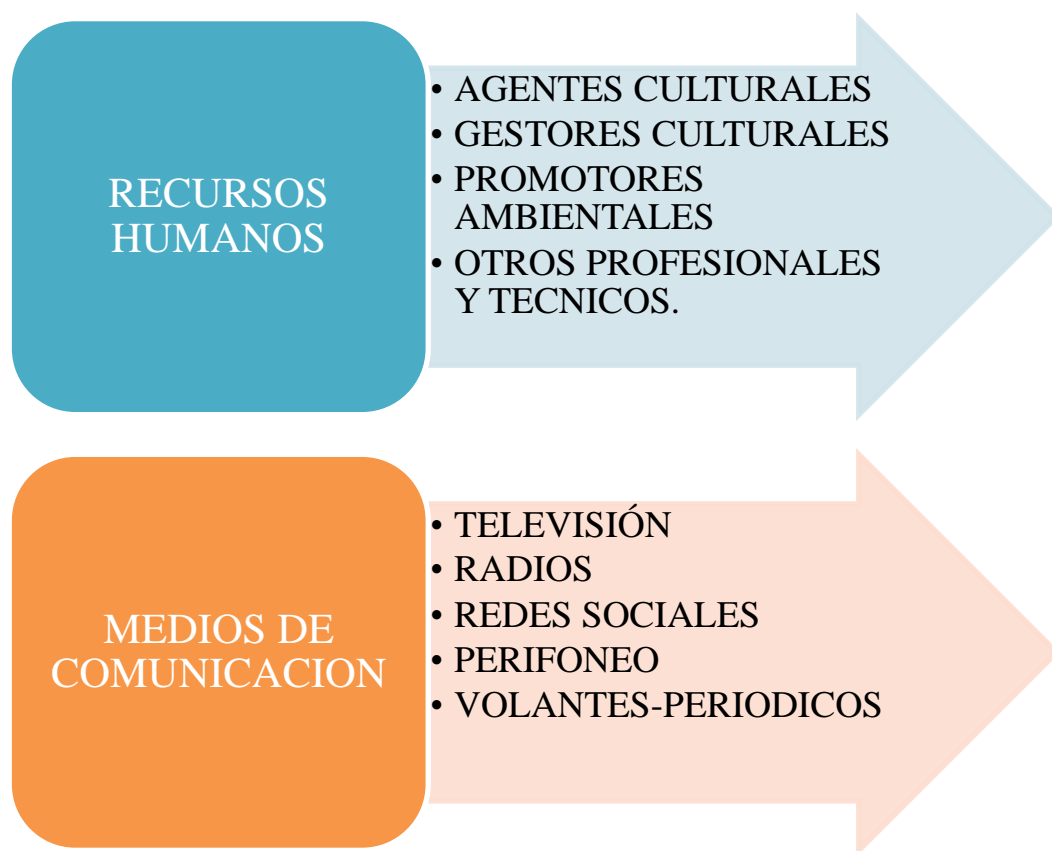 RECURSOS
HUMANOS
• AGENTES CULTURALES
• GESTORES CULTURALES
• PROMOTORES
AMBIENTALES
• OTROS PROFESIONALES
Y TECNICOS.
MEDIOS DE
COMUNICACION
• TELEVISIÓN
• RADIOS
• REDES SOCIALES
• PERIFONEO
• VOLANTES-PERIODICOS